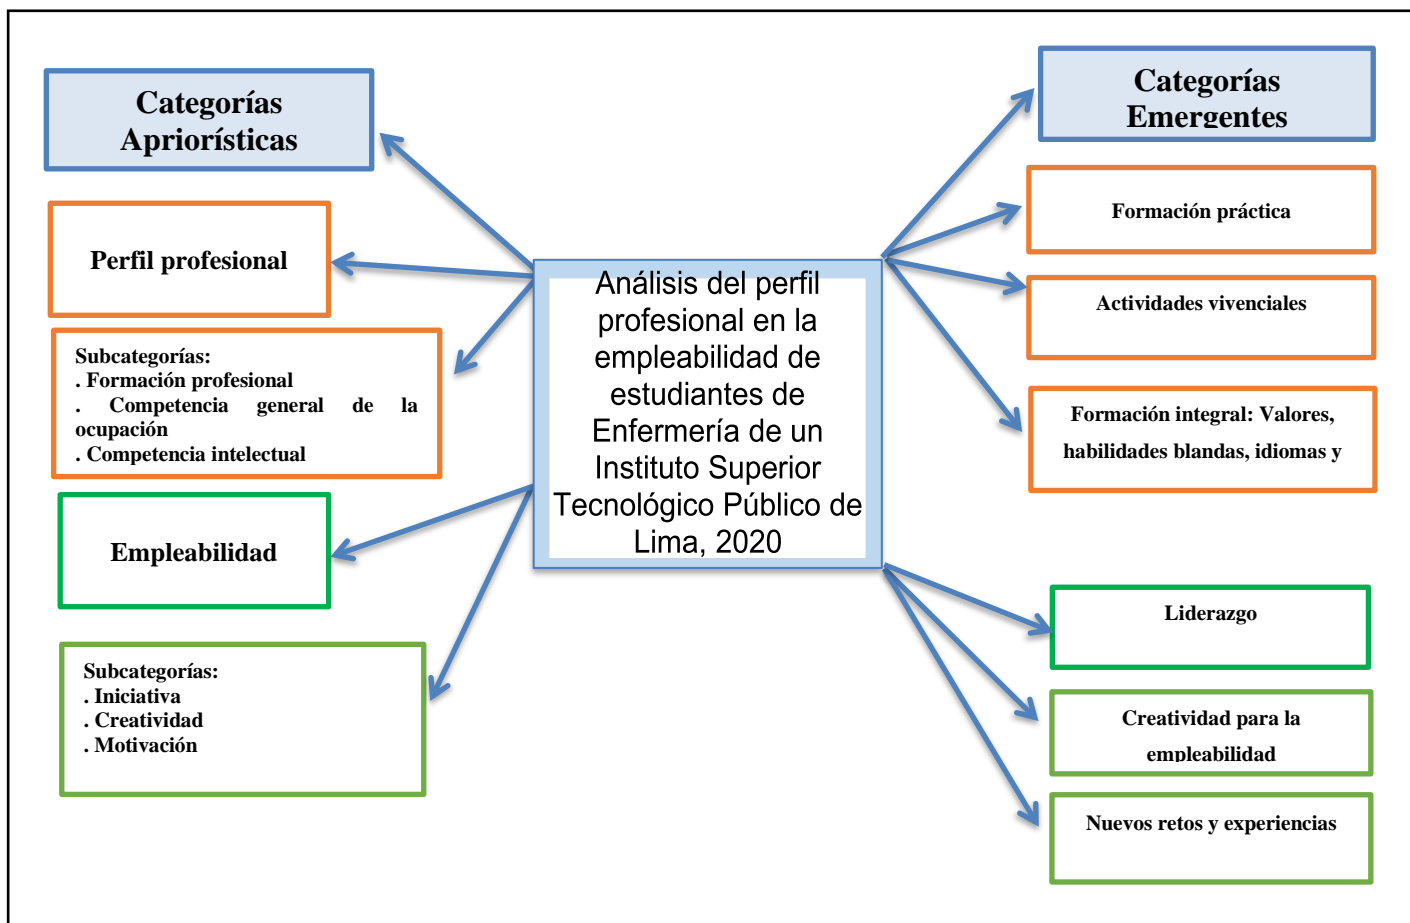 Categorías
Apriorísticas
Perfil profesional
Subcategorías:
. Formación profesional
. Competencia general de la
ocupación
. Competencia intelectual
Empleabilidad
Subcategorías:
. Iniciativa
. Creatividad
. Motivación
Análisis del perfil
profesional en la
empleabilidad de
estudiantes de
Enfermería de un
Instituto Superior
Tecnológico Público de
Lima, 2020
Categorías
Emergentes
Formación práctica
Actividades vivenciales
Formación integral: Valores,
habilidades blandas, idiomas y
Liderazgo
Creatividad para la
empleabilidad
Nuevos retos y experiencias